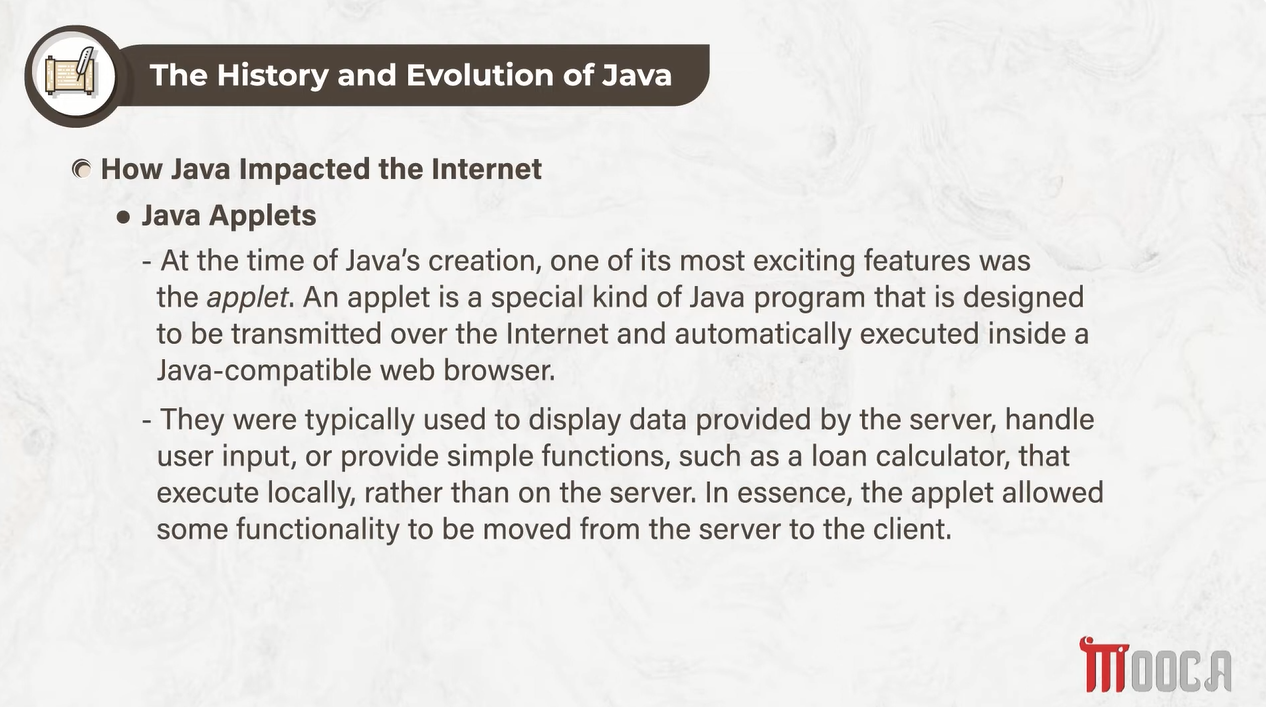 The History and Evolution of Java
How Java Impacted the Internet
● Java Applets
- At the time of Java’s creation, one of its most exciting features was
the applet. An applet is a special kind of Java program that is designed
to be transmitted over the Internet and automatically executed inside a
Java-compatible web browser.
- They were typically used to display data provided by the server, handle
user input, or provide simple functions, such as a loan calculator, that
execute locally, rather than on the server. In essence, the applet allowed
some functionality to be moved from the server to the client.
MOOCA